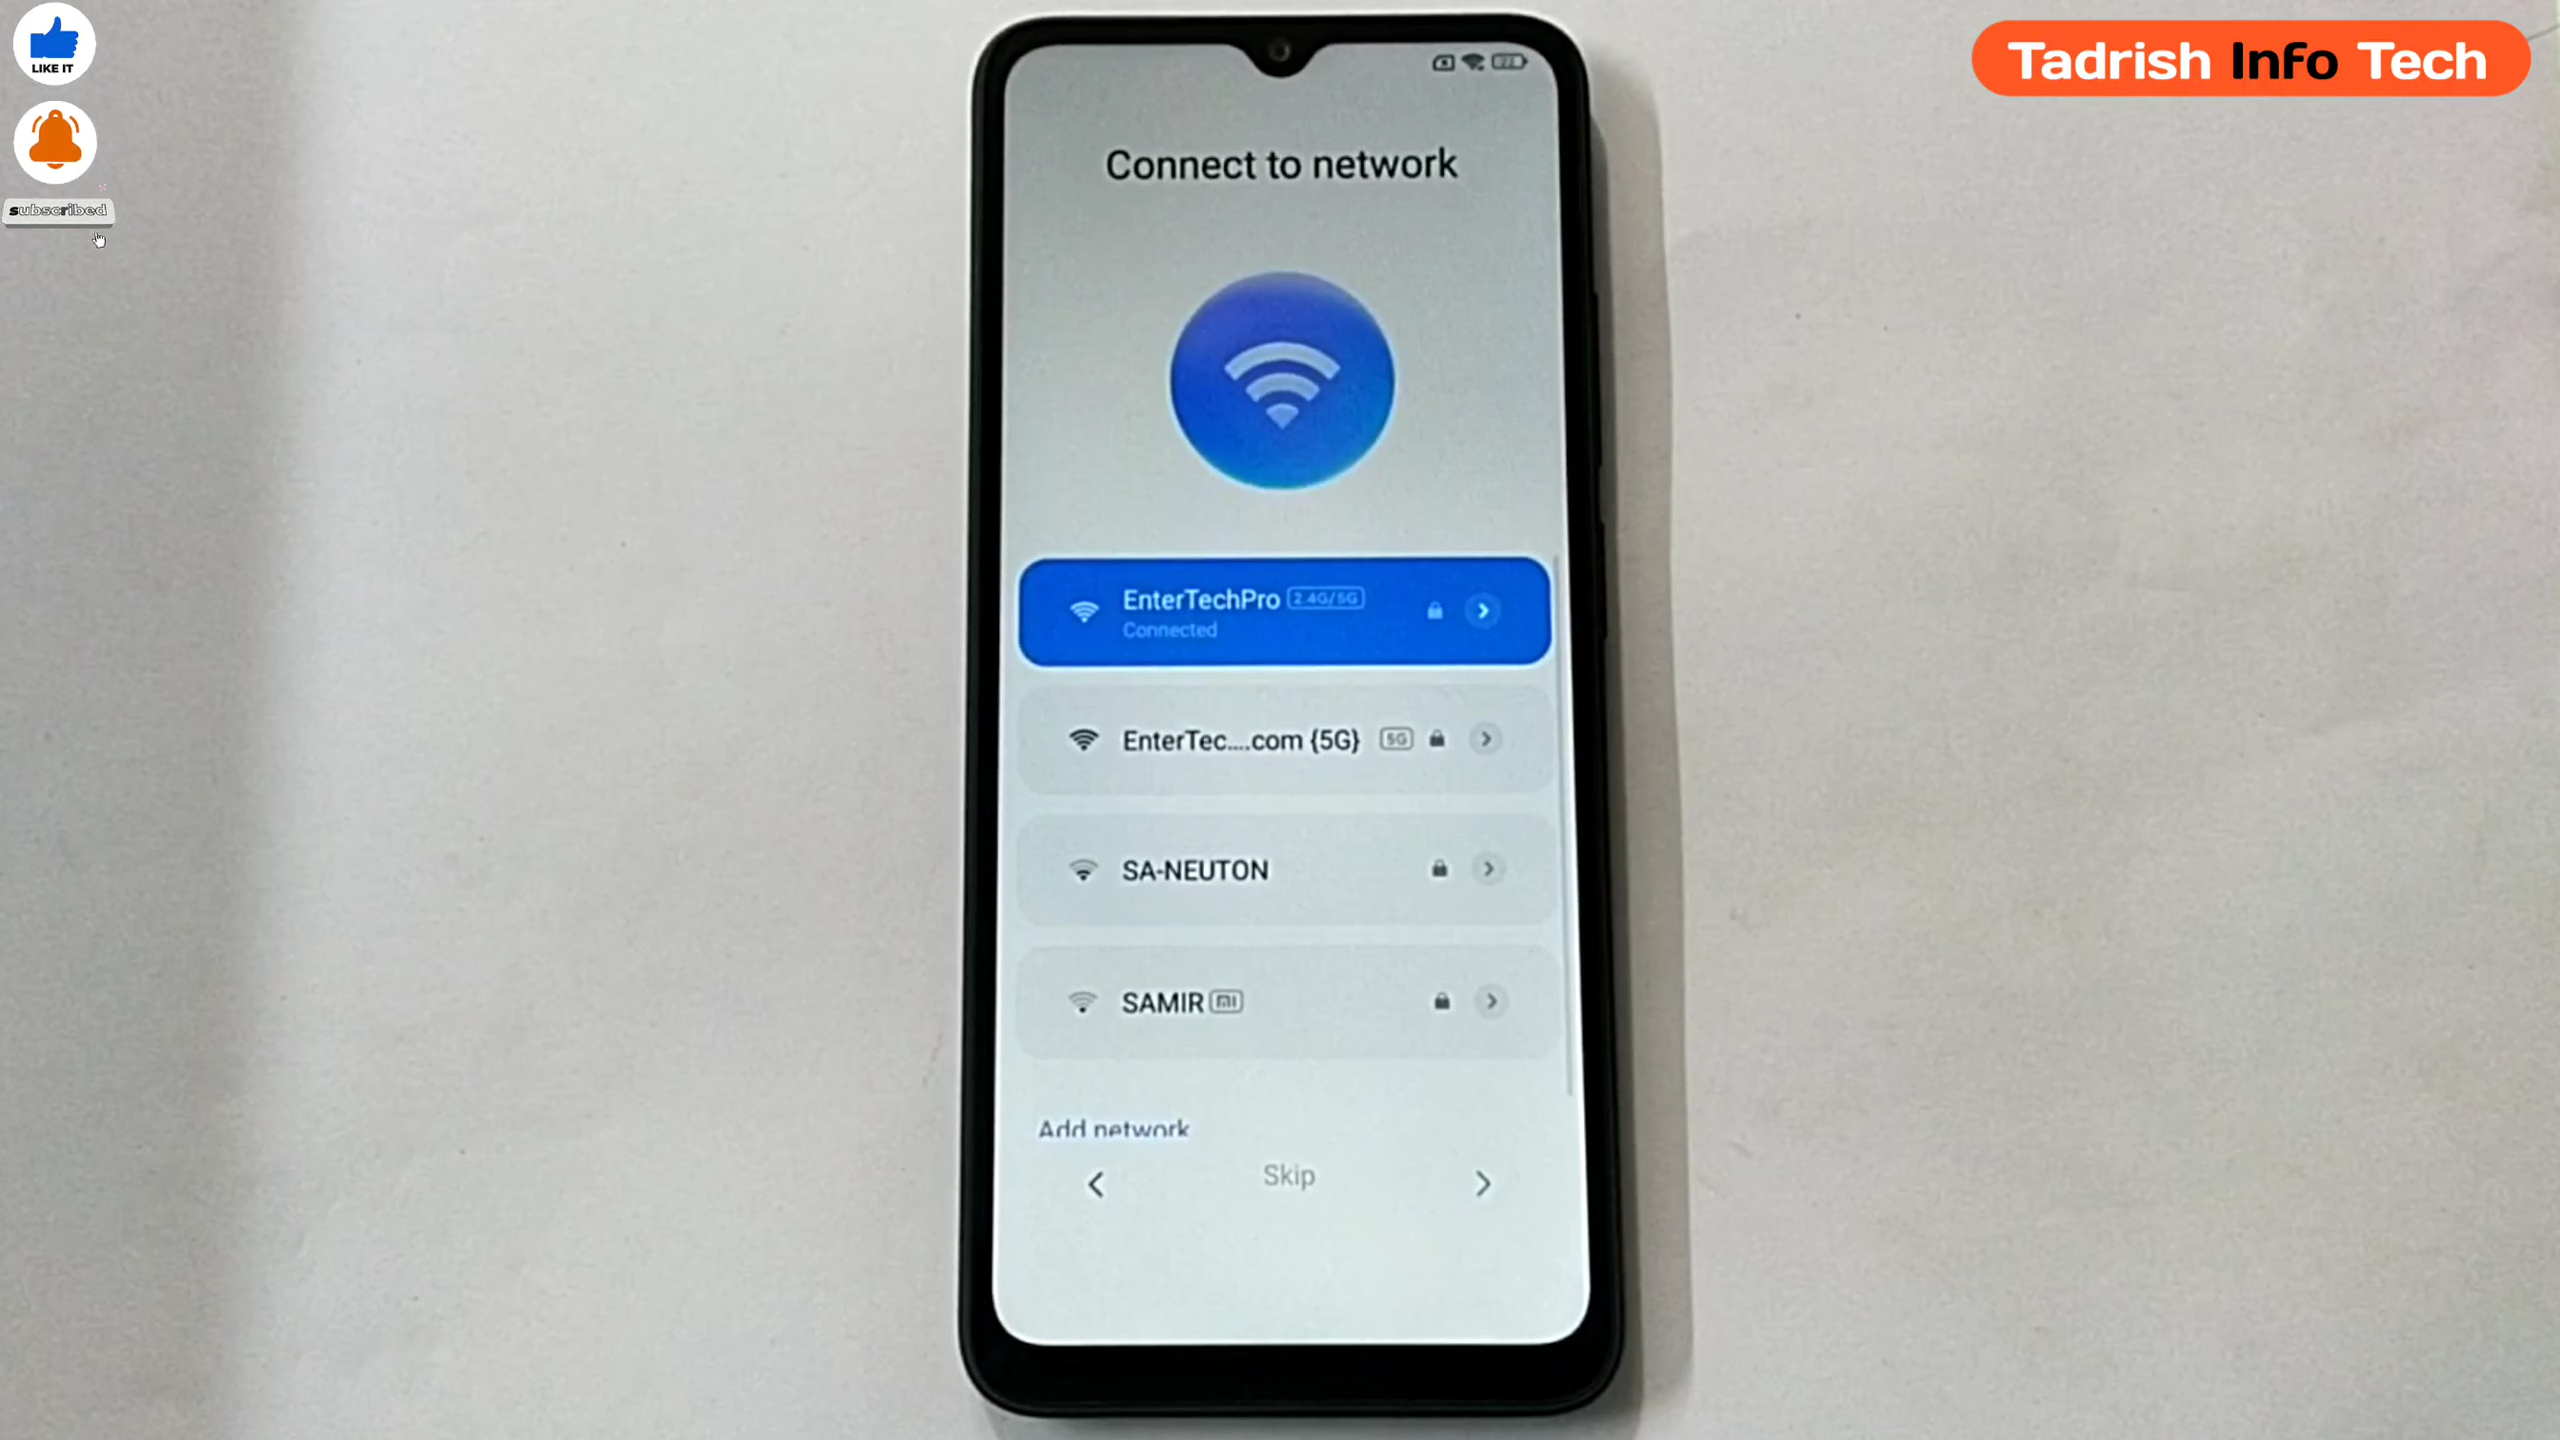 LIKE IT
subscribed
Tadrish Info Tech
Connect to network
EnterTechPro 2.4G/5G
Connected
EnterTec....com {5G} 5G
SA-NEUTON
SAMIR mi
Add network
Skip